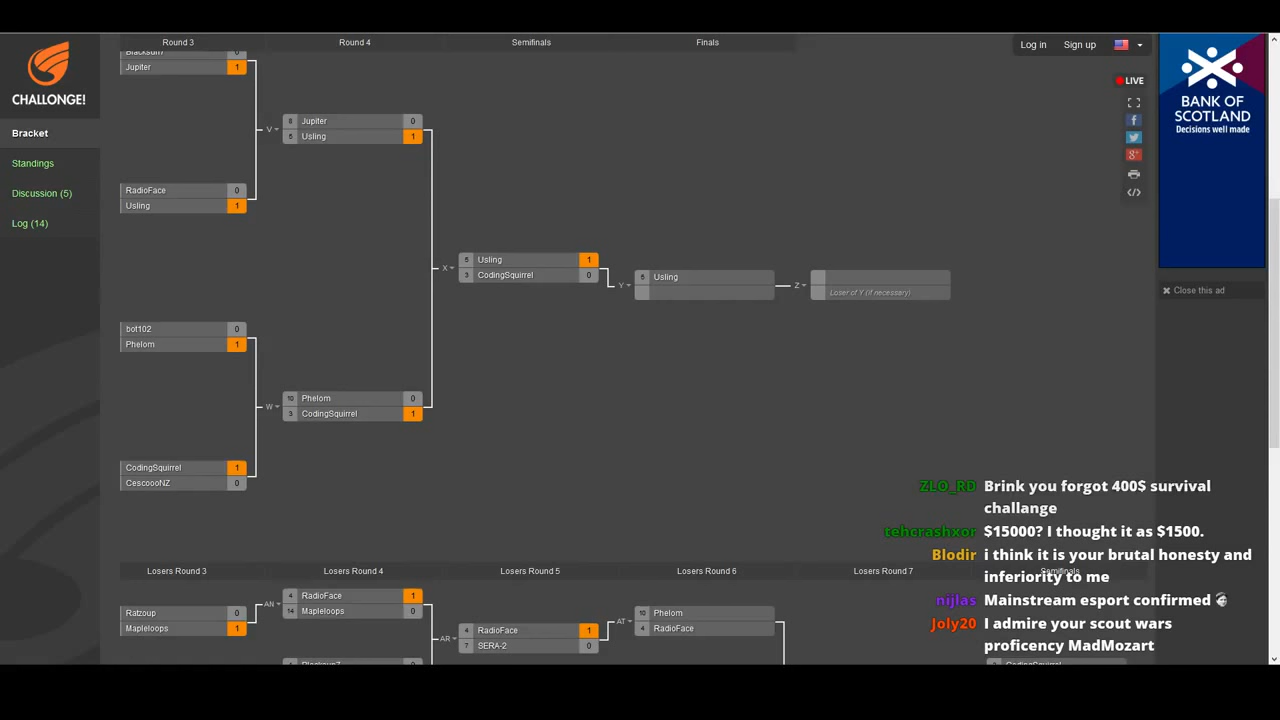 Round 3
Round 4
Semifinals
Finals
Log in
Sign up
LIVE
CHALLONGE!
Bracket
Standings
Discussion (5)
Log (14)
Blacksun7 0
Jupiter 1
V
8 Jupiter 0
5 Usling 1
RadioFace 0
Usling 1
X
5 Usling 1
3 CodingSquirrel 0
Y
5 Usling
Z
Loser of Y (if necessary)
bot102 0
Phelom 1
W
10 Phelom 0
3 CodingSquirrel 1
CodingSquirrel 1
CescoooNZ 0
BANK OF
SCOTLAND
Decisions well made
Close this ad
ZLO_RD Brink you forgot 400$ survival
challange
tehcrashxor $15000? I thought it as $1500.
Blodir i think it is your brutal honesty and
inferiority to me
nijlas Mainstream esport confirmed
Joly20 I admire your scout wars
proficency MadMozart
Losers Round 3
Losers Round 4
Losers Round 5
Losers Round 6
Losers Round 7
Semifinals
Ratzoup 0
Mapleloops 1
AN
4 RadioFace 1
14 Mapleloops 0
AR
4 RadioFace 1
7 SERA-2 0
AT
10 Phelom
4 RadioFace
Blacksun7
CodingSquirrel